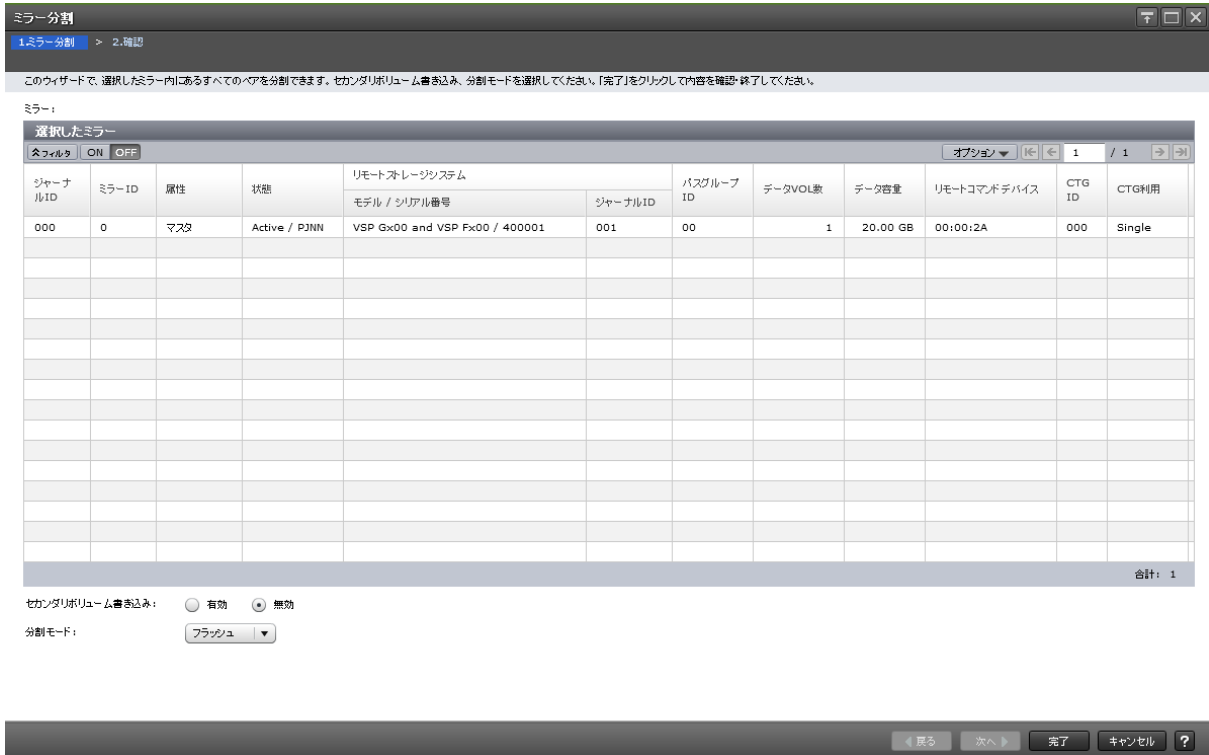 ミラー分割
1.ミラー分割 > 2.確認
このウィザードで、選択したミラー内にあるすべてのペアを分割できます。セカンダリボリューム書き込み、分割モードを選択してください。「完了」をクリックして内容を確認・終了してください。
ミラー:
選択したミラー
フィルタ ON OFF オプション 1 / 1
ジャーナルID ミラーID 属性 状態 リモートストレージシステム パスグループID データVOL数 データ容量 リモートコマンドデバイス CTG ID CTG利用
モデル / シリアル番号 ジャーナルID
000 0 マスタ Active / PJNN VSP Gx00 and VSP Fx00 / 400001 001 00 1 20.00 GB 00:00:2A 000 Single
合計: 1
セカンダリボリューム書き込み: 有効 無効
分割モード: フラッシュ
戻る 次へ 完了 キャンセル ?